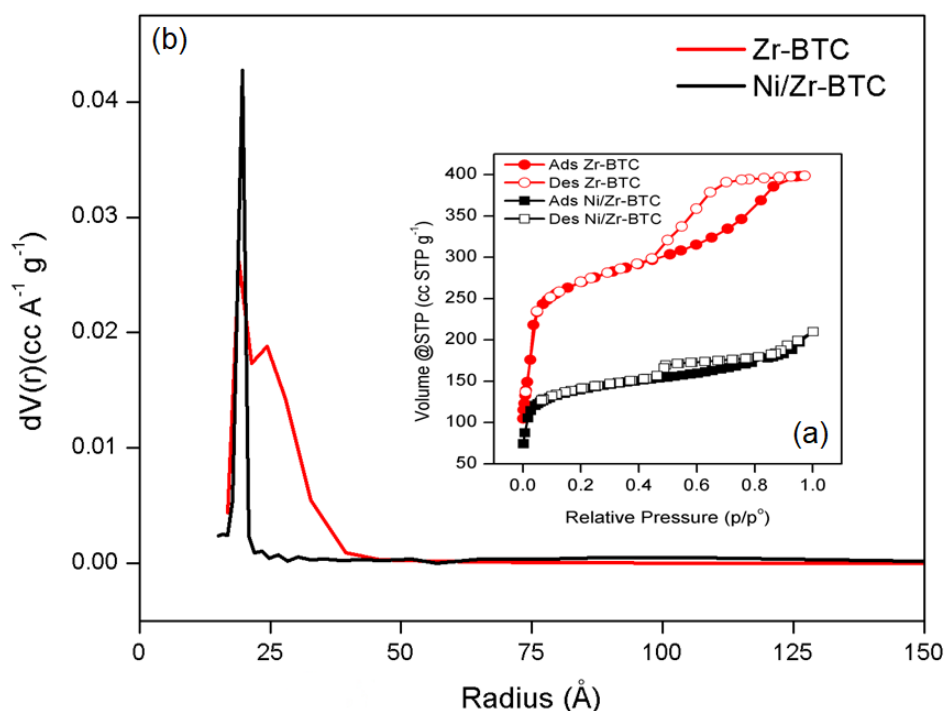 (b)
Zr-BTC
Ni/Zr-BTC
dV(r)(cc A⁻¹ g⁻¹)
0.04
0.03
0.02
0.01
0.00
0 25 50 75 100 125 150
Radius (Å)
Ads Zr-BTC
Des Zr-BTC
Ads Ni/Zr-BTC
Des Ni/Zr-BTC
Volume @STP (cc STP g⁻¹)
400
350
300
250
200
150
100
50
(a)
0.0 0.2 0.4 0.6 0.8 1.0
Relative Pressure (p/p°)